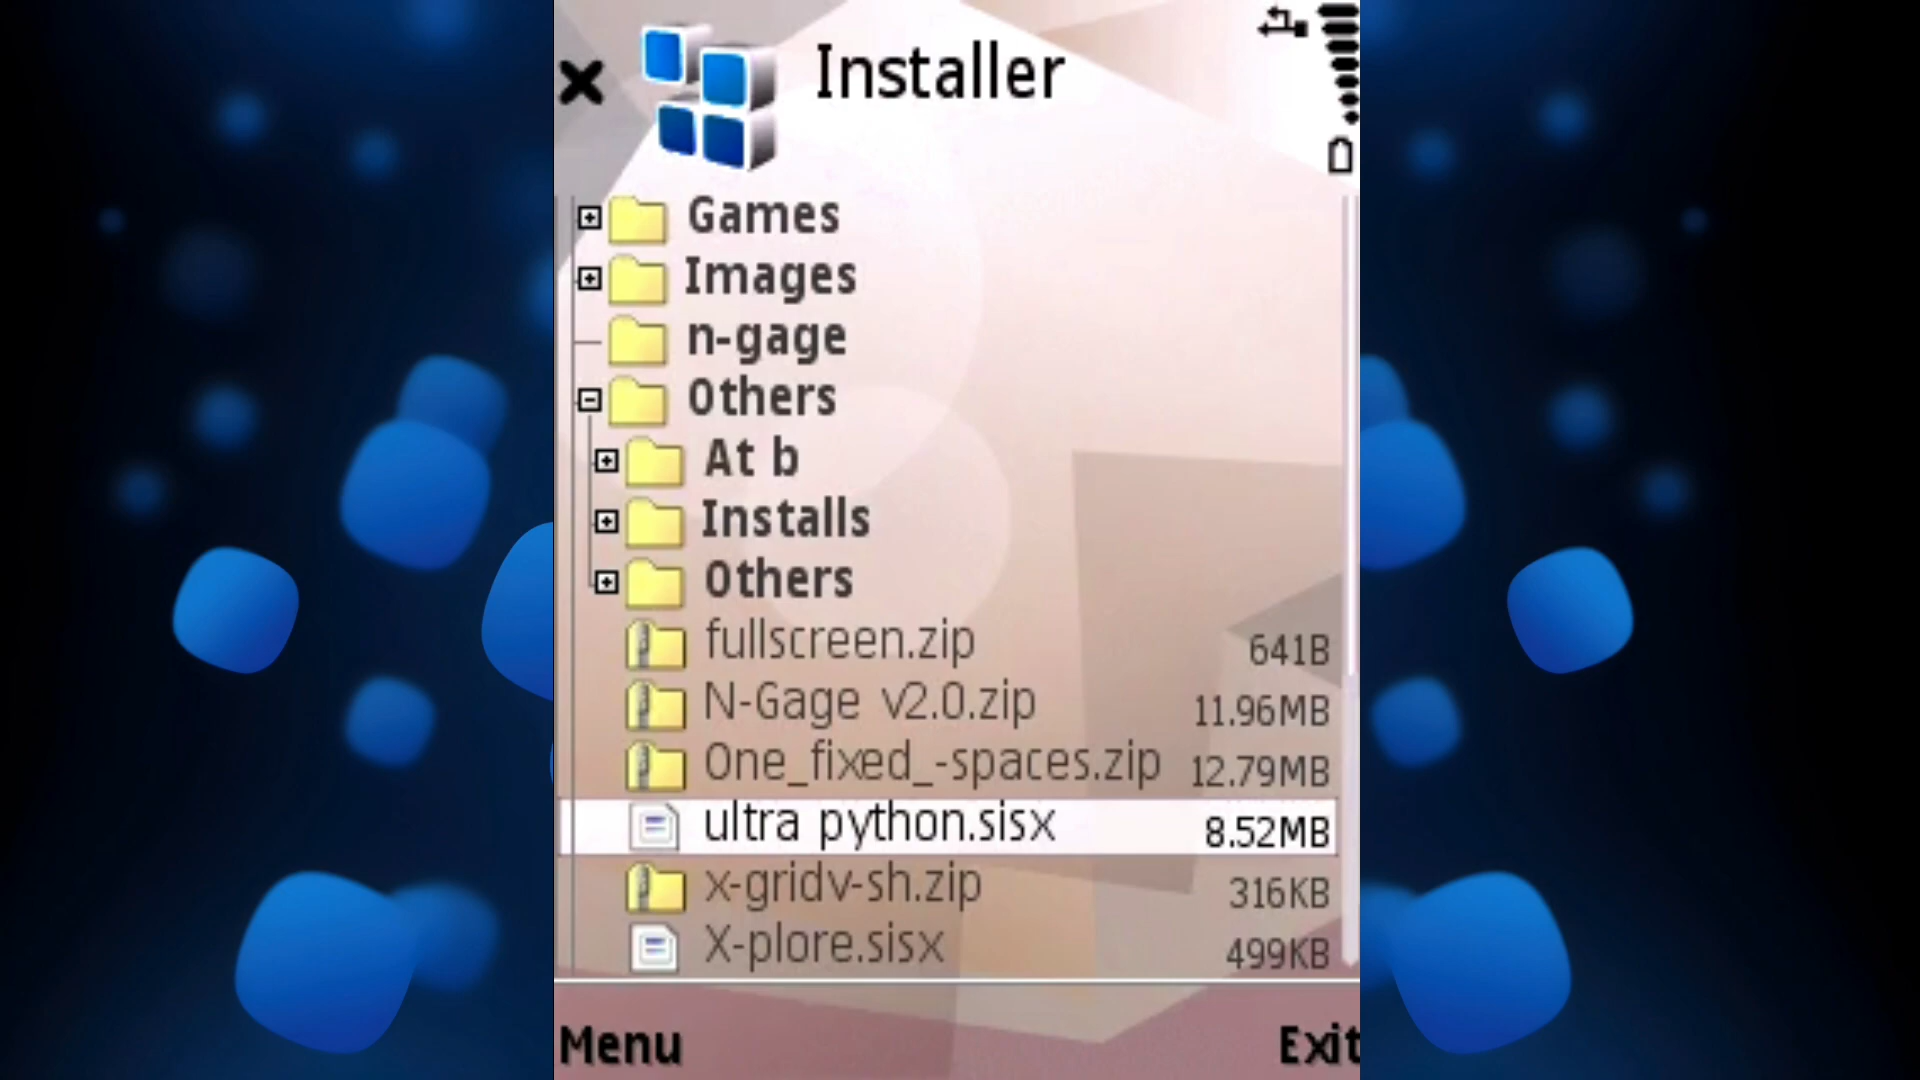 Installer
Games
Images
n-gage
Others
At b
Installs
Others
fullscreen.zip 641B
N-Gage v2.0.zip 11.96MB
One_fixed_-spaces.zip 12.79MB
ultra python.sisx 8.52MB
x-gridv-sh.zip 316KB
X-plore.sisx 499KB
Menu Exit